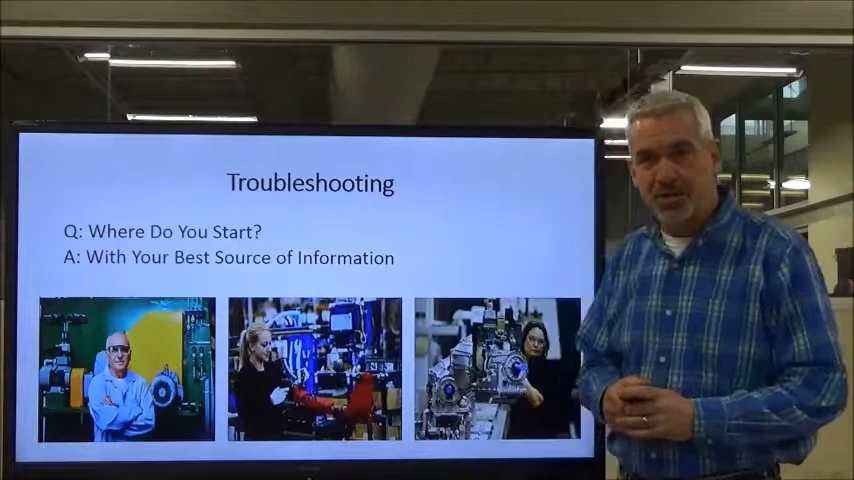 Troubleshooting
Q: Where Do You Start?
A: With Your Best Source of Information